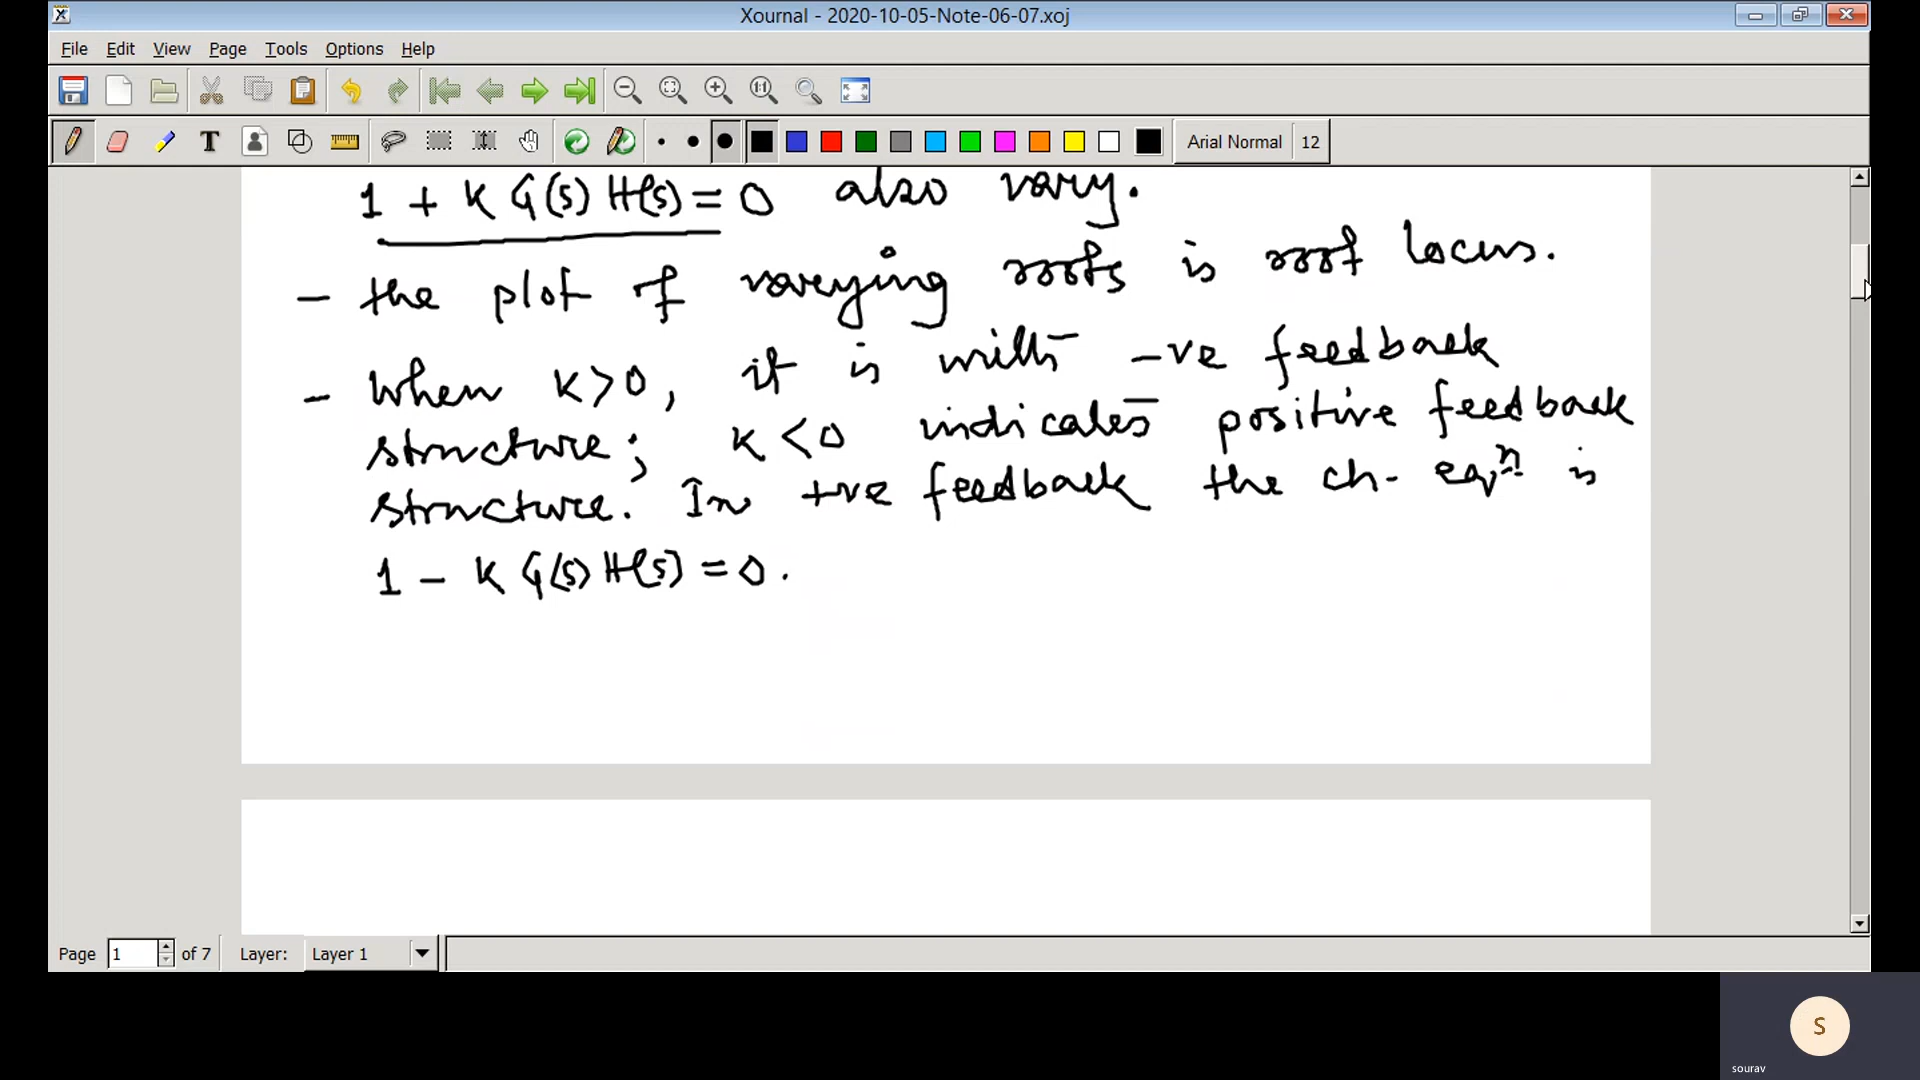 Xournal - 2020-10-05-Note-06-07.xoj
File Edit View Page Tools Options Help
Arial Normal 12
1 + K G(s) H(s) = 0 also vary.
- the plot of varying roots is root locus.
- When K>0, it is with -ve feedback
structure; K<0 indicates positive feedback
structure. In +ve feedback the ch. eqⁿ is
1 - K G(s) H(s) = 0.
Page 1 of 7 Layer: Layer 1
S
sourav